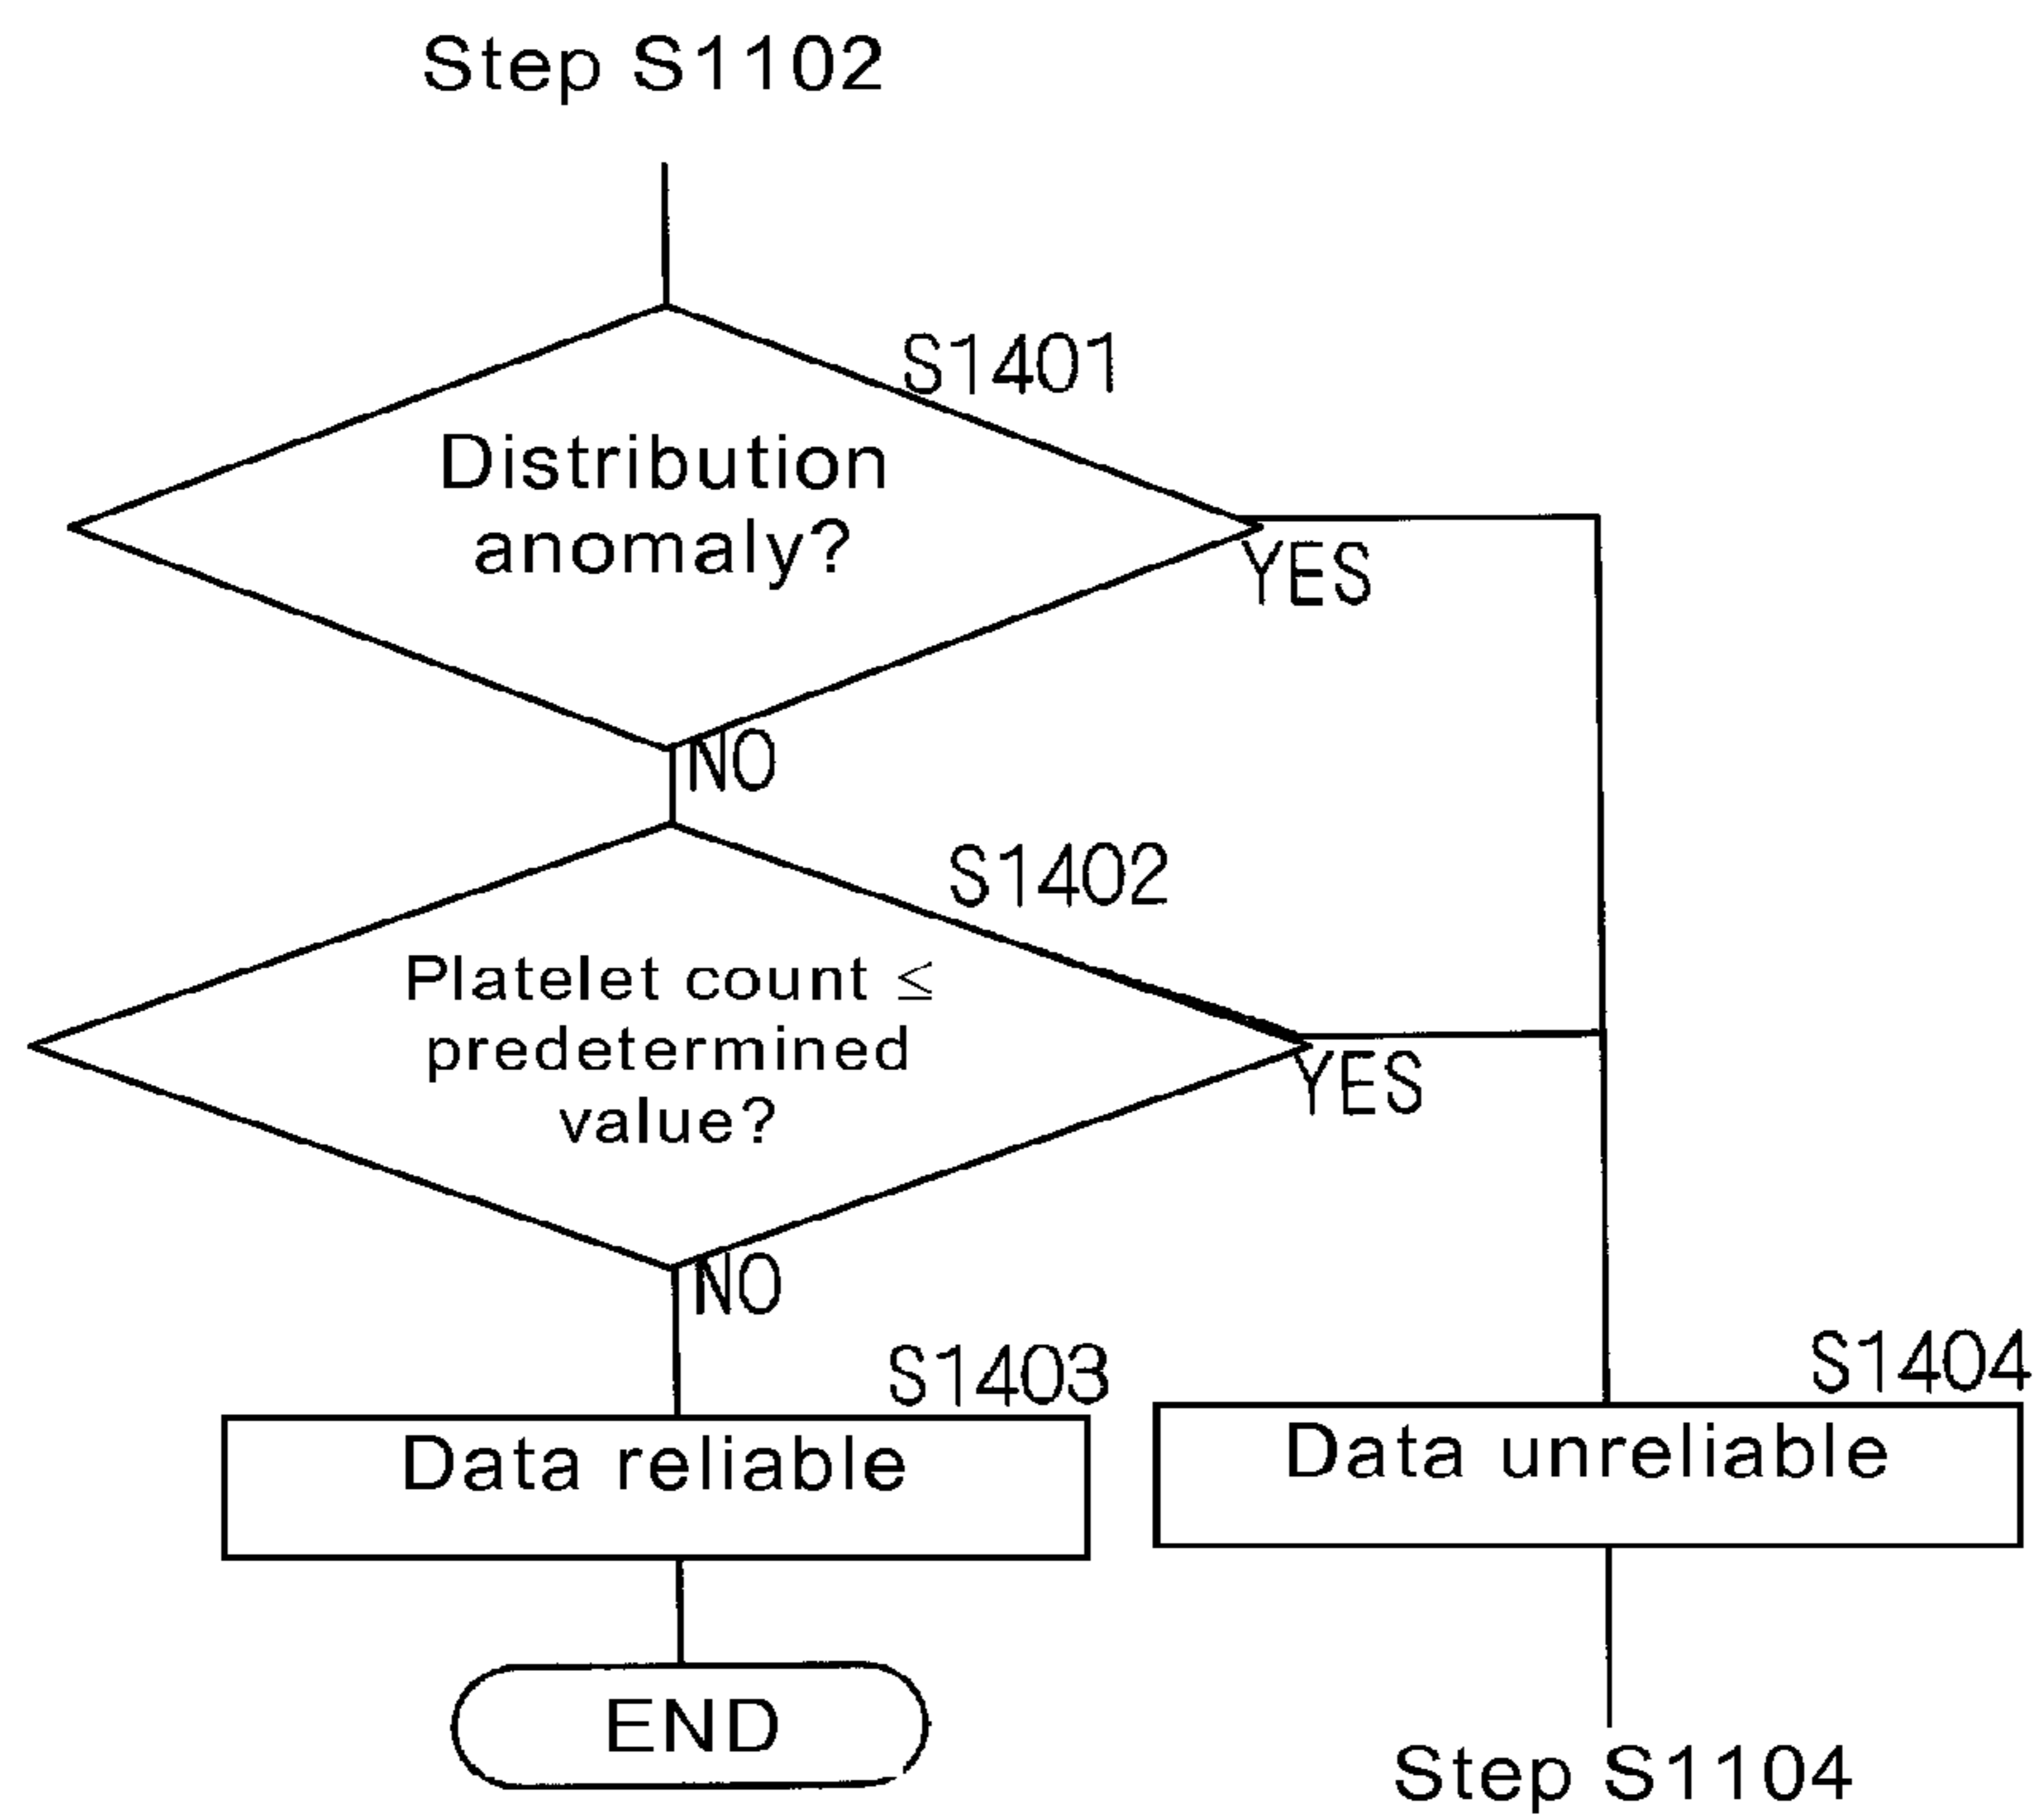 Step S1102
S1401
Distribution
anomaly?
YES
NO
S1402
Platelet count ≤
predetermined
value?
YES
NO
S1403
Data reliable
S1404
Data unreliable
END
Step S1104